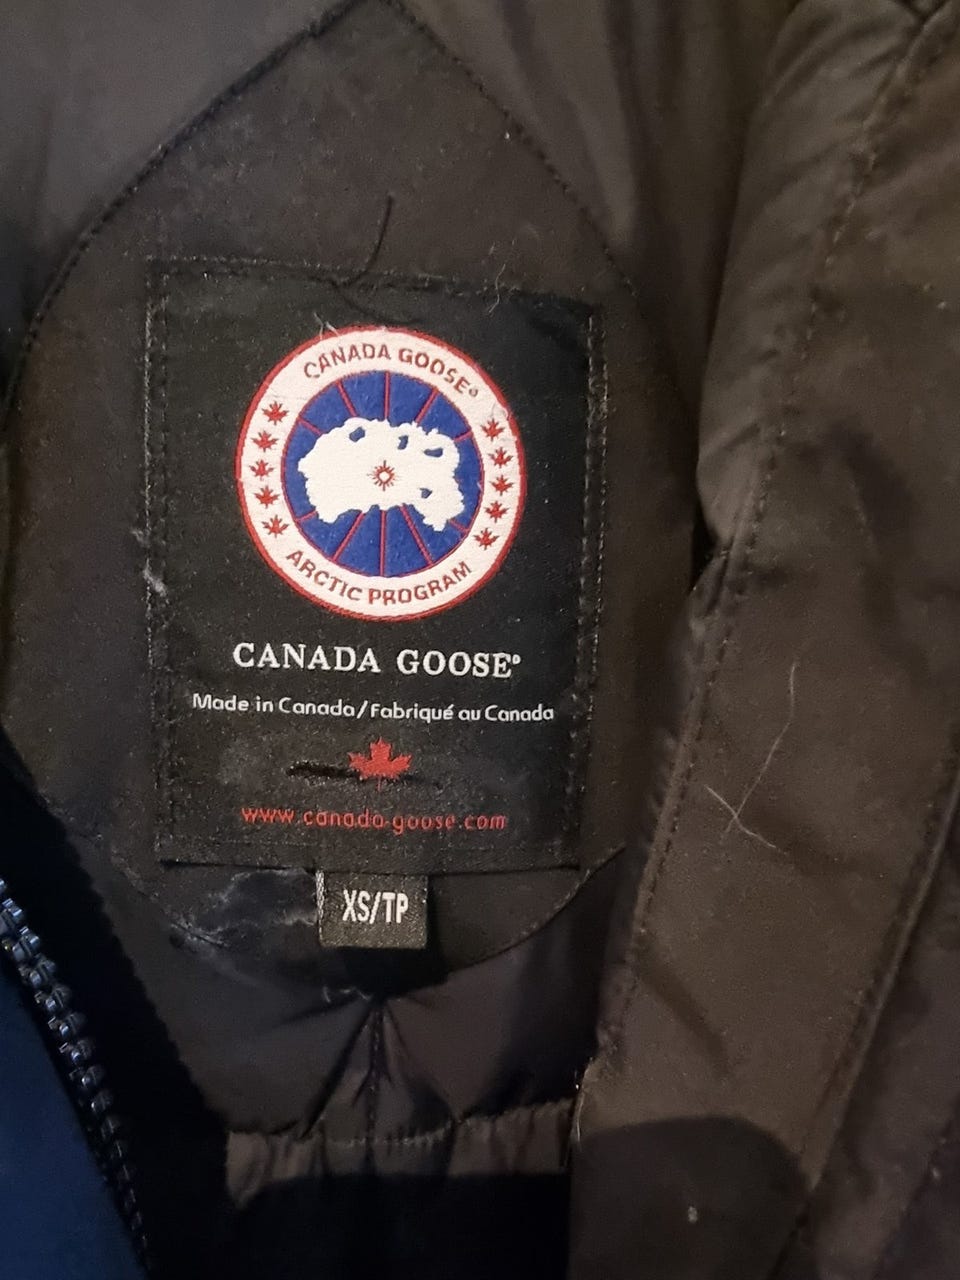 CANADA GOOSE®
ARCTIC PROGRAM
CANADA GOOSE®
Made in Canada/Fabriqué au Canada
www.canada-goose.com
XS/TP